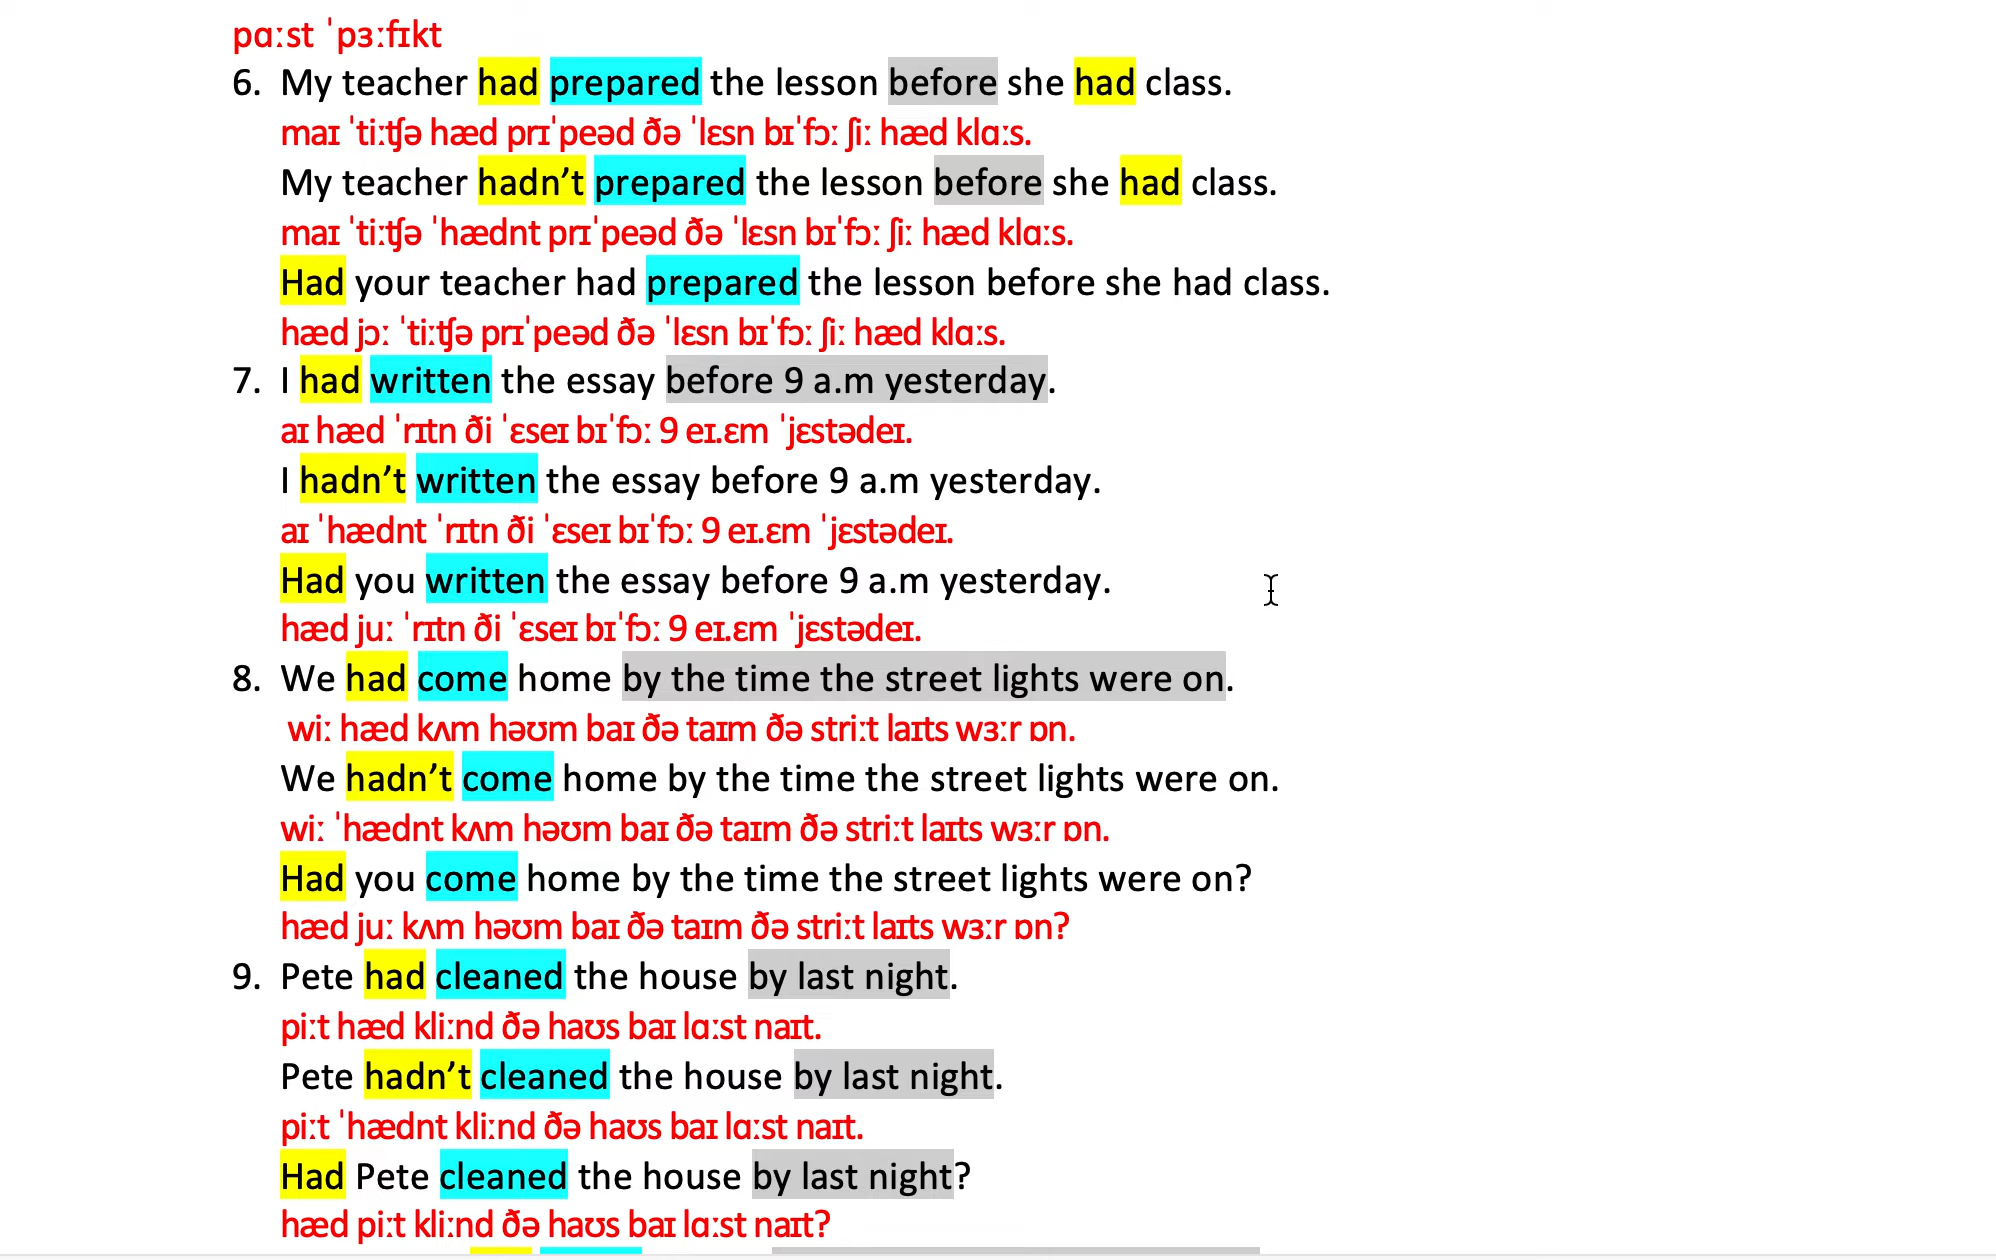 pɑːst ˈpɜːfɪkt
6. My teacher had prepared the lesson before she had class.
maɪ ˈtiːʧə hæd prɪˈpeəd ðə ˈlɛsn bɪˈfɔː ʃiː hæd klɑːs.
My teacher hadn’t prepared the lesson before she had class.
maɪ ˈtiːʧə ˈhædnt prɪˈpeəd ðə ˈlɛsn bɪˈfɔː ʃiː hæd klɑːs.
Had your teacher had prepared the lesson before she had class.
hæd jɔː ˈtiːʧə prɪˈpeəd ðə ˈlɛsn bɪˈfɔː ʃiː hæd klɑːs.
7. I had written the essay before 9 a.m yesterday.
aɪ hæd ˈrɪtn ði ˈɛseɪ bɪˈfɔː 9 eɪ.ɛm ˈjɛstədeɪ.
I hadn’t written the essay before 9 a.m yesterday.
aɪ ˈhædnt ˈrɪtn ði ˈɛseɪ bɪˈfɔː 9 eɪ.ɛm ˈjɛstədeɪ.
Had you written the essay before 9 a.m yesterday.
hæd juː ˈrɪtn ði ˈɛseɪ bɪˈfɔː 9 eɪ.ɛm ˈjɛstədeɪ.
8. We had come home by the time the street lights were on.
wiː hæd kʌm həʊm baɪ ðə taɪm ðə striːt laɪts wɜːr ɒn.
We hadn’t come home by the time the street lights were on.
wiː ˈhædnt kʌm həʊm baɪ ðə taɪm ðə striːt laɪts wɜːr ɒn.
Had you come home by the time the street lights were on?
hæd juː kʌm həʊm baɪ ðə taɪm ðə striːt laɪts wɜːr ɒn?
9. Pete had cleaned the house by last night.
piːt hæd kliːnd ðə haʊs baɪ lɑːst naɪt.
Pete hadn’t cleaned the house by last night.
piːt ˈhædnt kliːnd ðə haʊs baɪ lɑːst naɪt.
Had Pete cleaned the house by last night?
hæd piːt kliːnd ðə haʊs baɪ lɑːst naɪt?